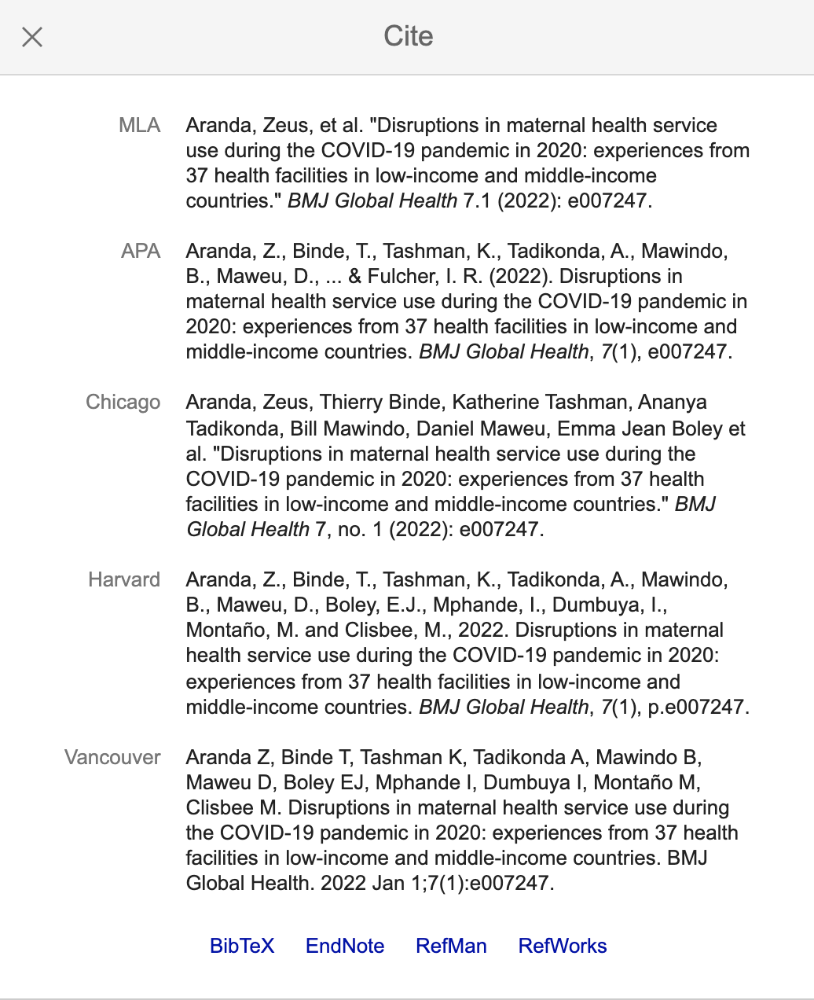 Cite
MLA
Aranda, Zeus, et al. "Disruptions in maternal health service
use during the COVID-19 pandemic in 2020: experiences from
37 health facilities in low-income and middle-income
countries." BMJ Global Health 7.1 (2022): e007247.
APA
Aranda, Z., Binde, T., Tashman, K., Tadikonda, A., Mawindo,
B., Maweu, D., ... & Fulcher, I. R. (2022). Disruptions in
maternal health service use during the COVID-19 pandemic in
2020: experiences from 37 health facilities in low-income and
middle-income countries. BMJ Global Health, 7(1), e007247.
Chicago
Aranda, Zeus, Thierry Binde, Katherine Tashman, Ananya
Tadikonda, Bill Mawindo, Daniel Maweu, Emma Jean Boley et
al. "Disruptions in maternal health service use during the
COVID-19 pandemic in 2020: experiences from 37 health
facilities in low-income and middle-income countries." BMJ
Global Health 7, no. 1 (2022): e007247.
Harvard
Aranda, Z., Binde, T., Tashman, K., Tadikonda, A., Mawindo,
B., Maweu, D., Boley, E.J., Mphande, I., Dumbuya, I.,
Montaño, M. and Clisbee, M., 2022. Disruptions in maternal
health service use during the COVID-19 pandemic in 2020:
experiences from 37 health facilities in low-income and
middle-income countries. BMJ Global Health, 7(1), p.e007247.
Vancouver
Aranda Z, Binde T, Tashman K, Tadikonda A, Mawindo B,
Maweu D, Boley EJ, Mphande I, Dumbuya I, Montaño M,
Clisbee M. Disruptions in maternal health service use during
the COVID-19 pandemic in 2020: experiences from 37 health
facilities in low-income and middle-income countries. BMJ
Global Health. 2022 Jan 1;7(1):e007247.
BibTeX EndNote RefMan RefWorks